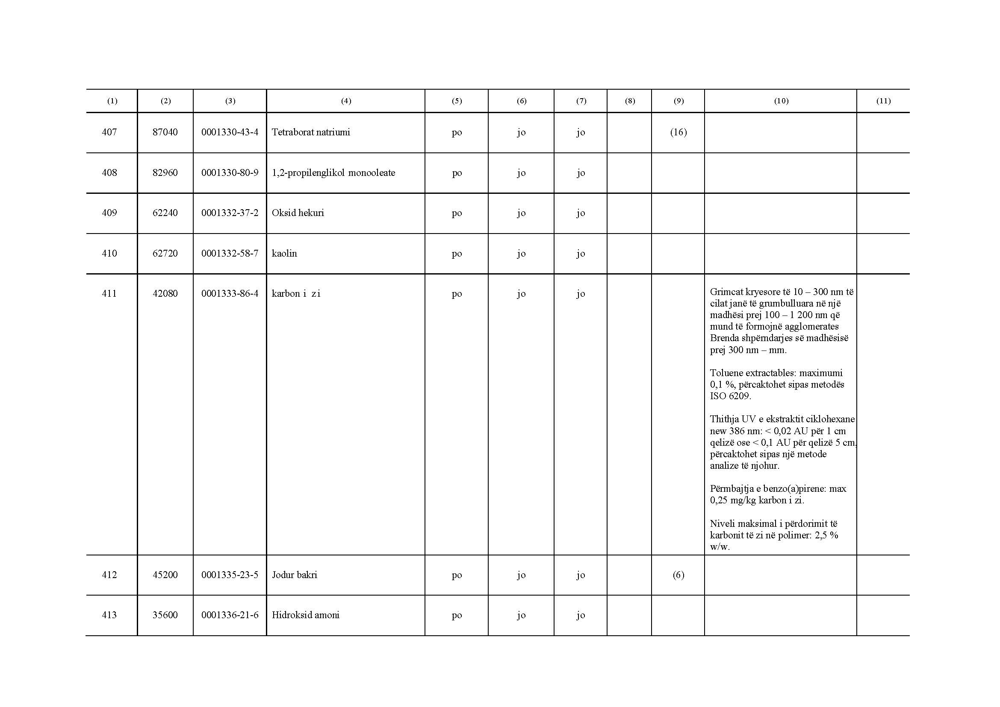 (1) (2) (3) (4) (5) (6) (7) (8) (9) (10) (11)
407 87040 0001330-43-4 Tetraborat natriumi po jo jo (16)
408 82960 0001330-80-9 1,2-propilenglikol monooleate po jo jo
409 62240 0001332-37-2 Oksid hekuri po jo jo
410 62720 0001332-58-7 kaolin po jo jo
411 42080 0001333-86-4 karbon i zi po jo jo
Grimcat kryesore të 10 – 300 nm të
cilat janë të grumbulluara në një
madhësi prej 100 – 1 200 nm që
mund të formojnë agglomerates
Brenda shpërndarjes së madhësisë
prej 300 nm – mm.
Toluene extractables: maximumi
0,1 %, përcaktohet sipas metodës
ISO 6209.
Thithja UV e ekstraktit ciklohexane
new 386 nm: < 0,02 AU për 1 cm
qelizë ose < 0,1 AU për qelizë 5 cm,
përcaktohet sipas një metode
analize të njohur.
Përmbajtja e benzo(a)pirene: max
0,25 mg/kg karbon i zi.
Niveli maksimal i përdorimit të
karbonit të zi në polimer: 2,5 %
w/w.
412 45200 0001335-23-5 Jodur bakri po jo jo (6)
413 35600 0001336-21-6 Hidroksid amoni po jo jo